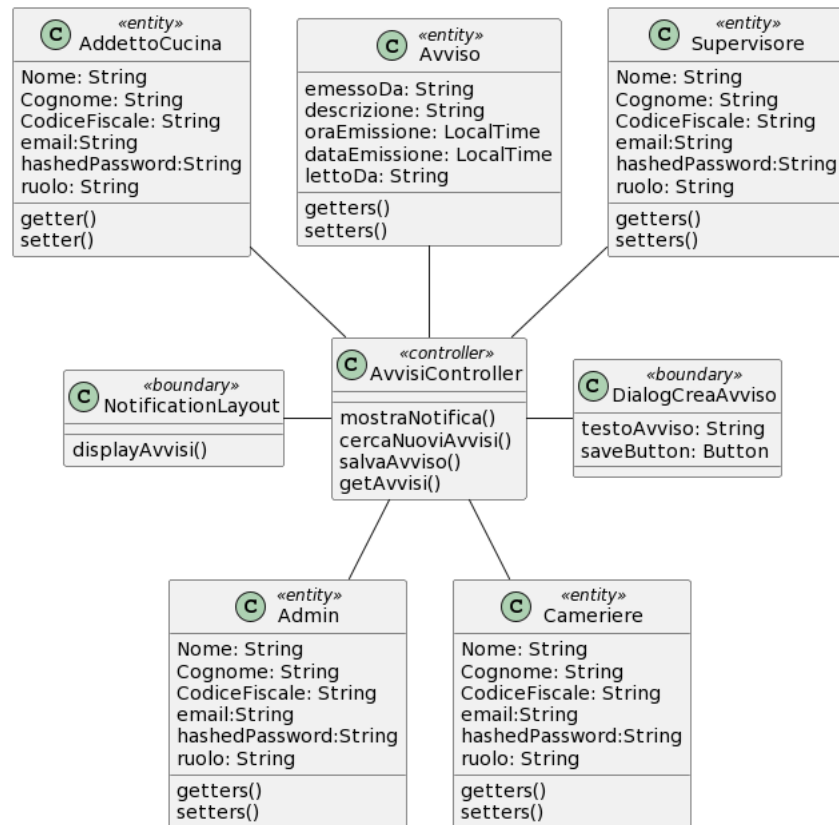 C
«entity»
AddettoCucina
Nome: String
Cognome: String
CodiceFiscale: String
email:String
hashedPassword:String
ruolo: String
getter()
setter()
C
«entity»
Avviso
emessoDa: String
descrizione: String
oraEmissione: LocalTime
dataEmissione: LocalTime
lettoDa: String
getters()
setters()
C
«entity»
Supervisore
Nome: String
Cognome: String
CodiceFiscale: String
email:String
hashedPassword:String
ruolo: String
getters()
setters()
C
«boundary»
NotificationLayout
displayAvvisi()
C
«controller»
AvvisiController
mostraNotifica()
cercaNuoviAvvisi()
salvaAvviso()
getAvvisi()
C
«boundary»
DialogCreaAvviso
testoAvviso: String
saveButton: Button
C
«entity»
Admin
Nome: String
Cognome: String
CodiceFiscale: String
email:String
hashedPassword:String
ruolo: String
getters()
setters()
C
«entity»
Cameriere
Nome: String
Cognome: String
CodiceFiscale: String
email:String
hashedPassword:String
ruolo: String
getters()
setters()